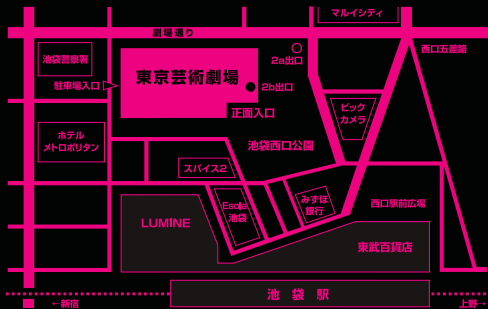 マルイシティ
劇場通り
池袋警察署
2a出口
西口五差路
東京芸術劇場
駐車場入口
2b出口
正面入口
ビック
カメラ
ホテル
メトロポリタン
池袋西口公園
スパイス2
Esola
池袋
みずほ
銀行
西口駅前広場
LUMINE
東武百貨店
池袋駅
←新宿
上野→